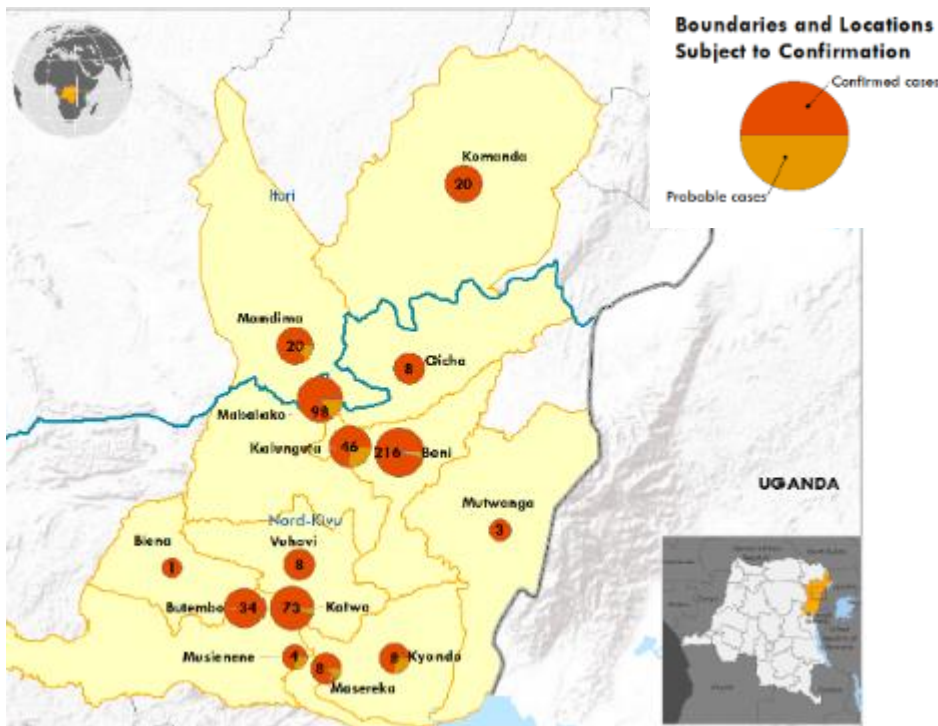 Boundaries and Locations
Subject to Confirmation
Confirmed cases
Probable cases
Komanda
20
Ituri
Mandima
20
Oicha
8
Mabalako
98
Kalunguta
46
216
Beni
UGANDA
Mutwanga
3
Nord-Kivu
Biena
1
Vuhovi
8
Butembo
34
73
Katwa
Musienene
4
8
Masereka
8
Kyondo